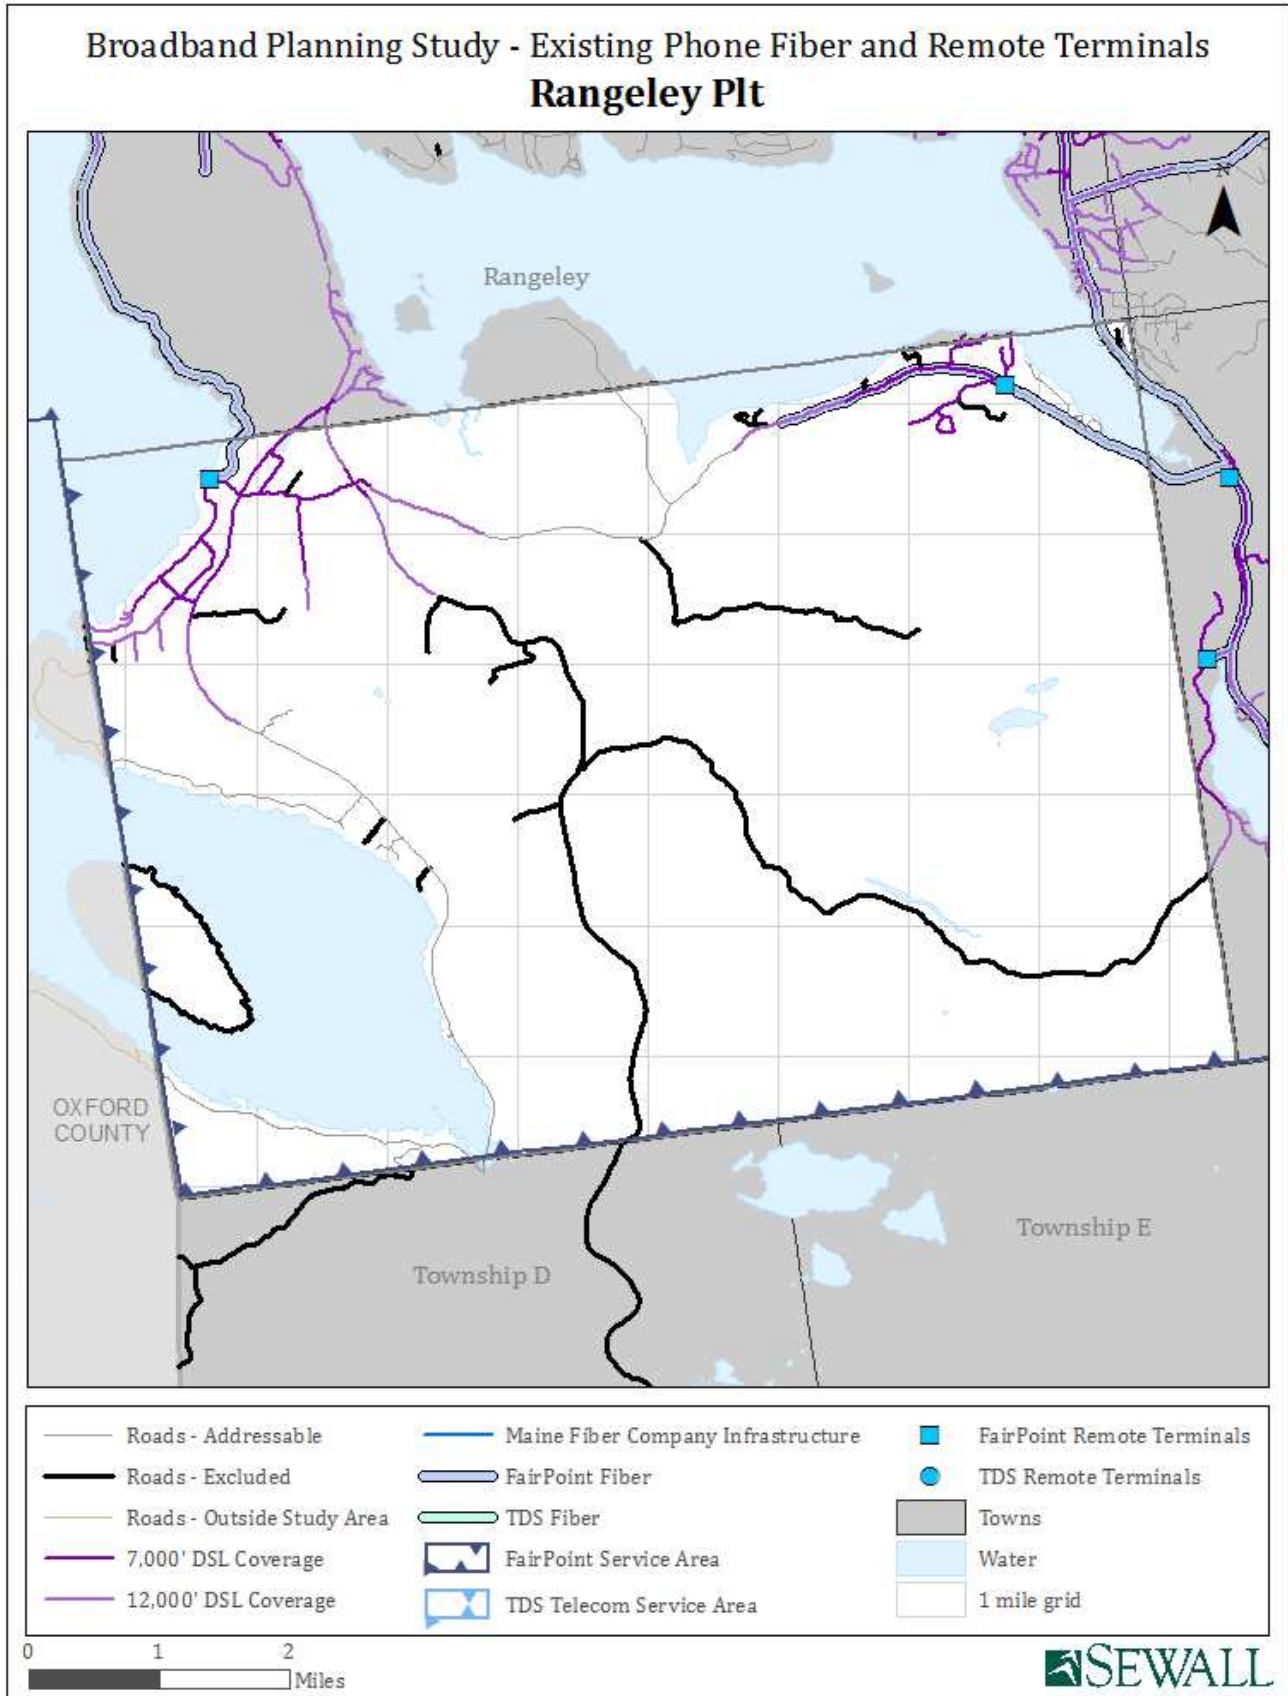 Broadband Planning Study - Existing Phone Fiber and Remote Terminals
Rangeley Plt
N
Rangeley
OXFORD
COUNTY
Township E
Township D
Roads - Addressable
Roads - Excluded
Roads - Outside Study Area
7,000' DSL Coverage
12,000' DSL Coverage
Maine Fiber Company Infrastructure
FairPoint Fiber
TDS Fiber
FairPoint Service Area
TDS Telecom Service Area
FairPoint Remote Terminals
TDS Remote Terminals
Towns
Water
1 mile grid
0 1 2
Miles
SEWALL